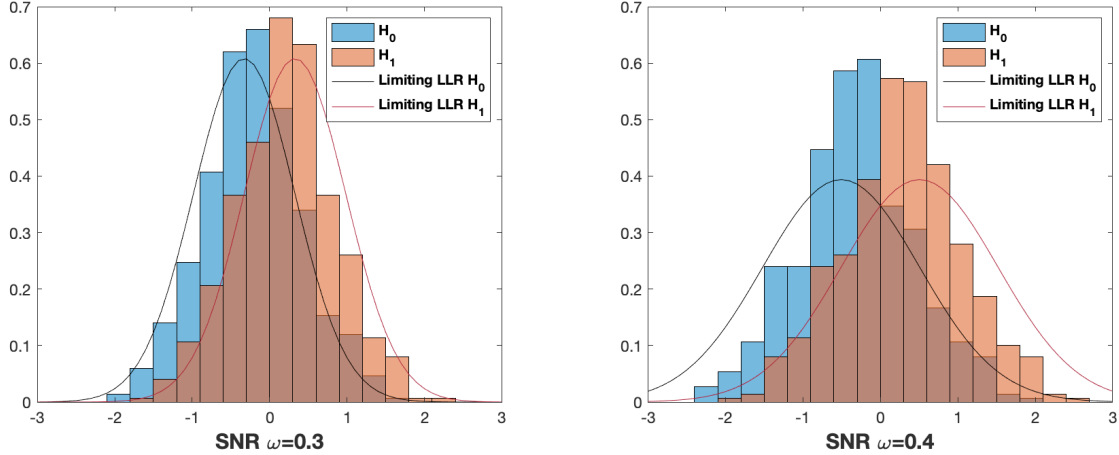 0.7
0.6
0.5
0.4
0.3
0.2
0.1
0
-3 -2 -1 0 1 2 3
H0
H1
Limiting LLR H0
Limiting LLR H1
SNR ω=0.3
0.7
0.6
0.5
0.4
0.3
0.2
0.1
0
-3 -2 -1 0 1 2 3
H0
H1
Limiting LLR H0
Limiting LLR H1
SNR ω=0.4